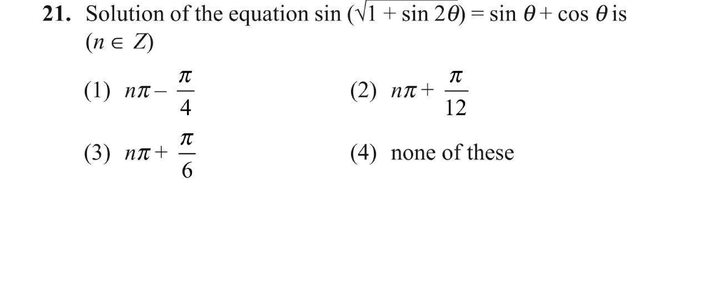 21. Solution of the equation sin (√1 + sin 2θ) = sin θ + cos θ is
(n ∈ Z)
(1) nπ − π/4 (2) nπ + π/12
(3) nπ + π/6 (4) none of these